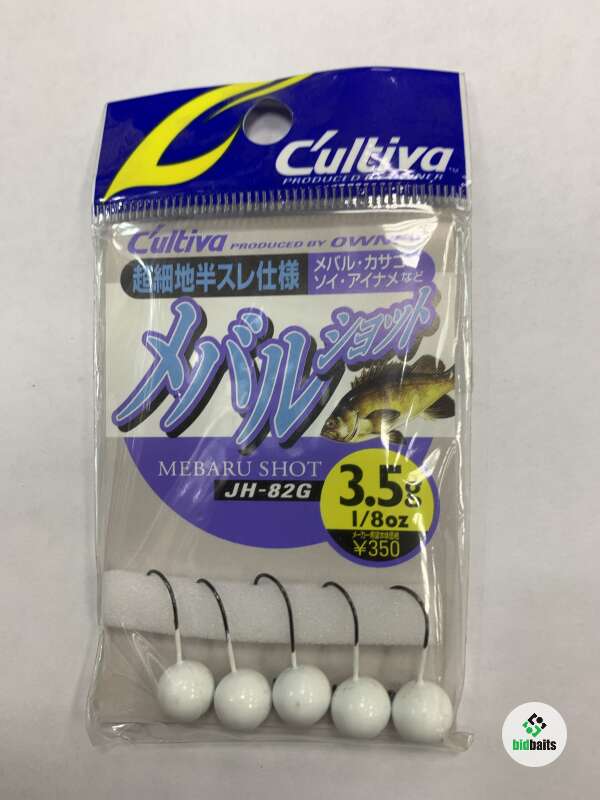 C'ultiva
PRODUCED BY OWNER
C'ultiva PRODUCED BY OWNER
超細地半スレ仕様
メバル・カサゴ
ソイ・アイナメなど
メバルショット
MEBARU SHOT
JH-82G
3.5g
1/8oz
¥350
bidbaits